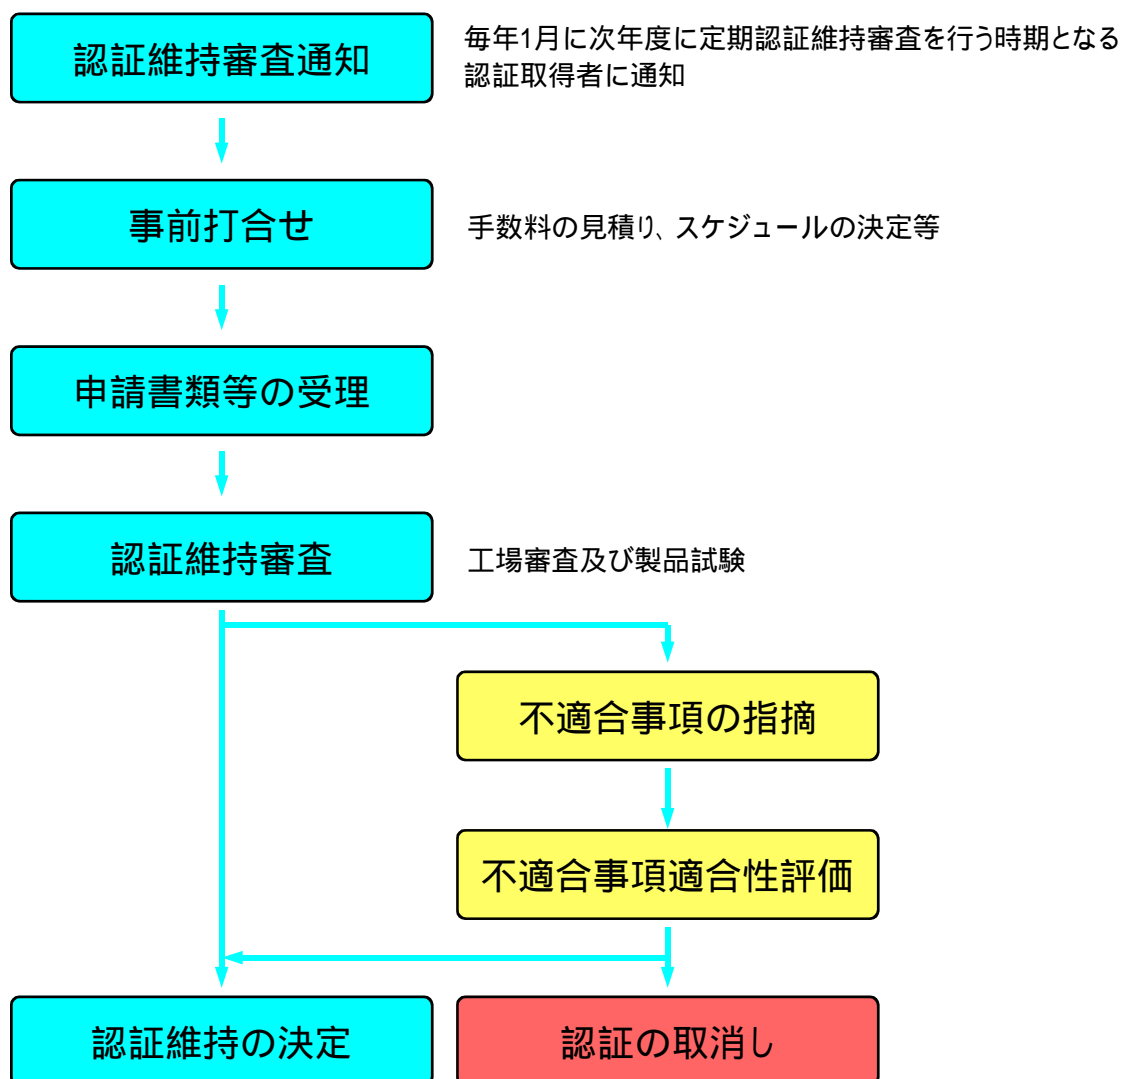 認証維持審査通知
毎年1月に次年度に定期認証維持審査を行う時期となる
認証取得者に通知
事前打合せ
手数料の見積り、スケジュールの決定等
申請書類等の受理
認証維持審査
工場審査及び製品試験
不適合事項の指摘
不適合事項適合性評価
認証維持の決定
認証の取消し